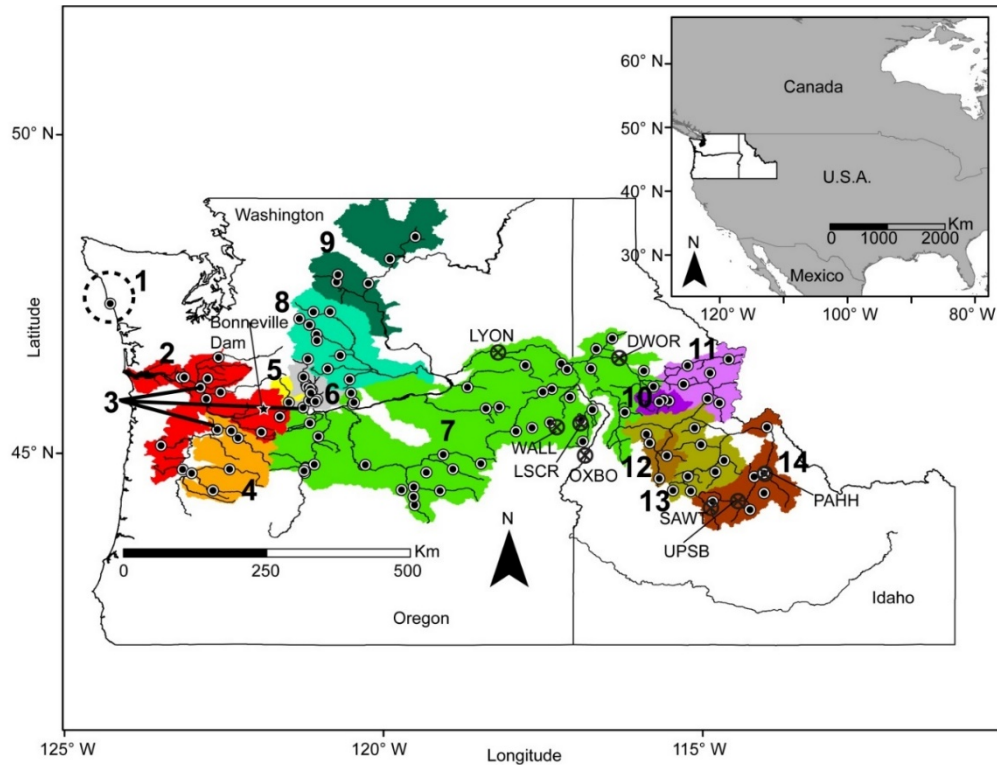 60° N
Canada
50° N
50° N
U.S.A.
Km
0 1000 2000
40° N
30° N
N
Mexico
120° W 100° W 80° W
Washington
9
1
8
Bonneville
Dam
LYON
DWOR
11
2
5
6
10
3
7
WALL
LSCR
OXBO
12
14
4
13
SAWT
PAHH
UPSB
45° N
N
Km
0 250 500
Oregon
Idaho
Latitude
125° W 120° W 115° W
Longitude